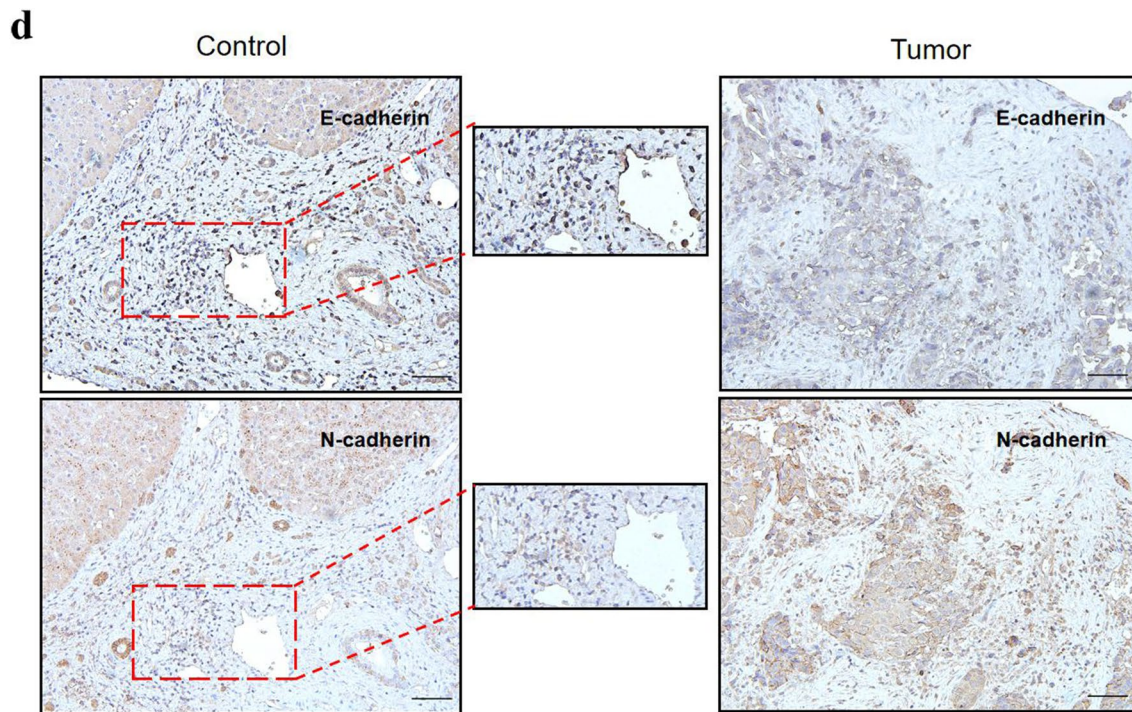 d
Control
Tumor
E-cadherin
E-cadherin
N-cadherin
N-cadherin